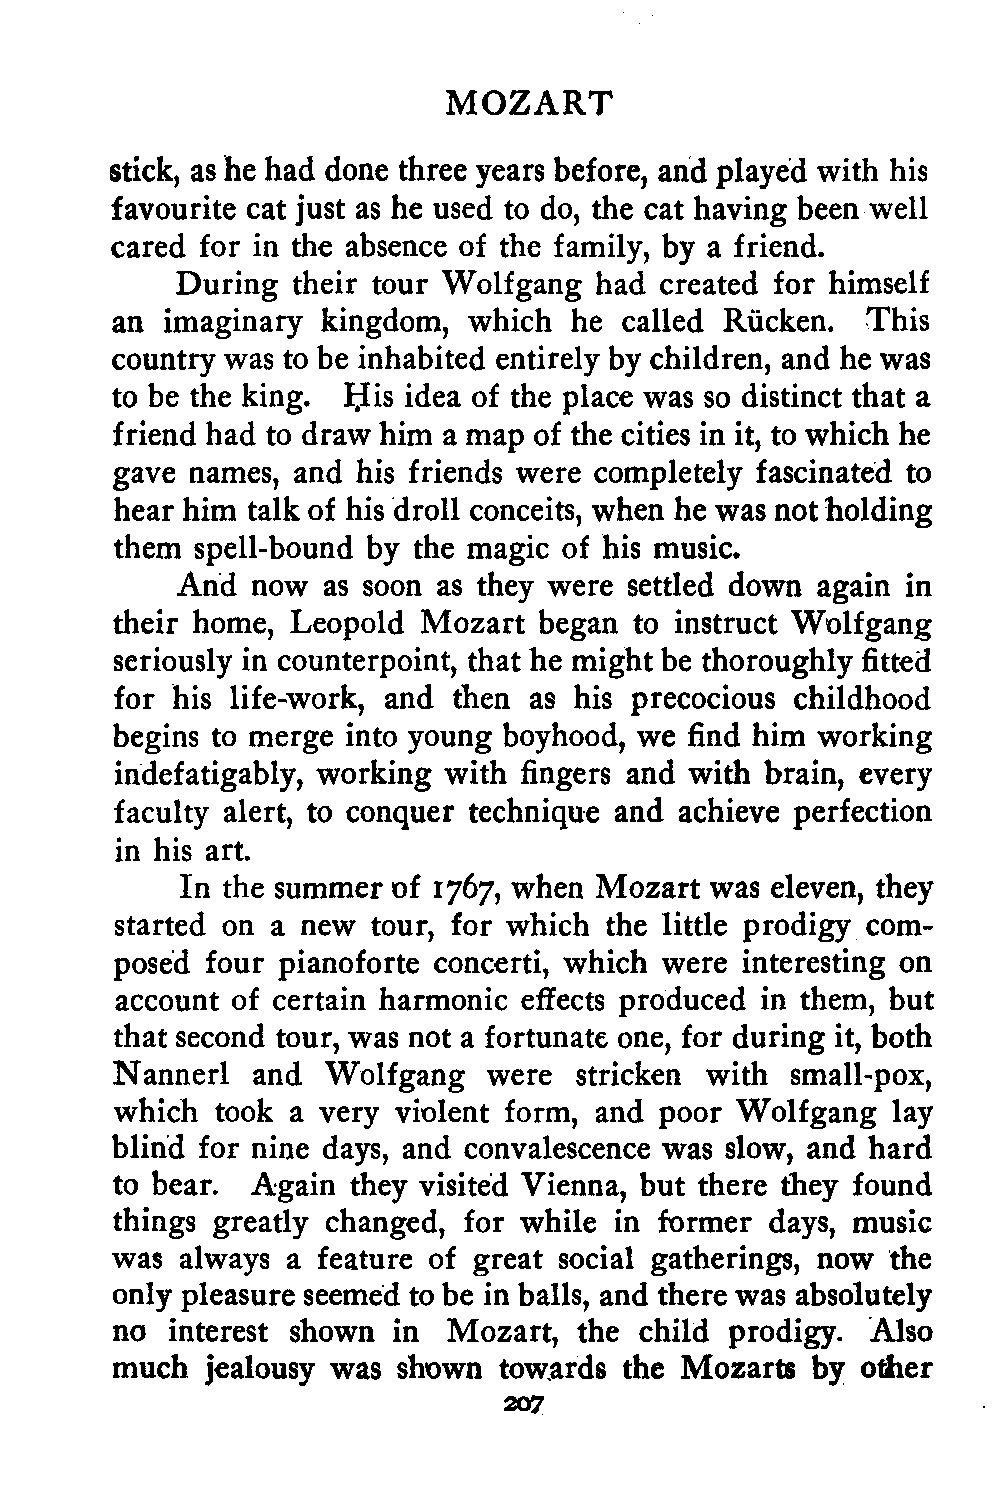 MOZART
stick, as he had done three years before, and played with his
favourite cat just as he used to do, the cat having been well
cared for in the absence of the family, by a friend.
During their tour Wolfgang had created for himself
an imaginary kingdom, which he called Rücken. This
country was to be inhabited entirely by children, and he was
to be the king. His idea of the place was so distinct that a
friend had to draw him a map of the cities in it, to which he
gave names, and his friends were completely fascinated to
hear him talk of his droll conceits, when he was not holding
them spell-bound by the magic of his music.
And now as soon as they were settled down again in
their home, Leopold Mozart began to instruct Wolfgang
seriously in counterpoint, that he might be thoroughly fitted
for his life-work, and then as his precocious childhood
begins to merge into young boyhood, we find him working
indefatigably, working with fingers and with brain, every
faculty alert, to conquer technique and achieve perfection
in his art.
In the summer of 1767, when Mozart was eleven, they
started on a new tour, for which the little prodigy com-
posed four pianoforte concerti, which were interesting on
account of certain harmonic effects produced in them, but
that second tour, was not a fortunate one, for during it, both
Nannerl and Wolfgang were stricken with small-pox,
which took a very violent form, and poor Wolfgang lay
blind for nine days, and convalescence was slow, and hard
to bear. Again they visited Vienna, but there they found
things greatly changed, for while in former days, music
was always a feature of great social gatherings, now the
only pleasure seemed to be in balls, and there was absolutely
no interest shown in Mozart, the child prodigy. Also
much jealousy was shown towards the Mozarts by other
207